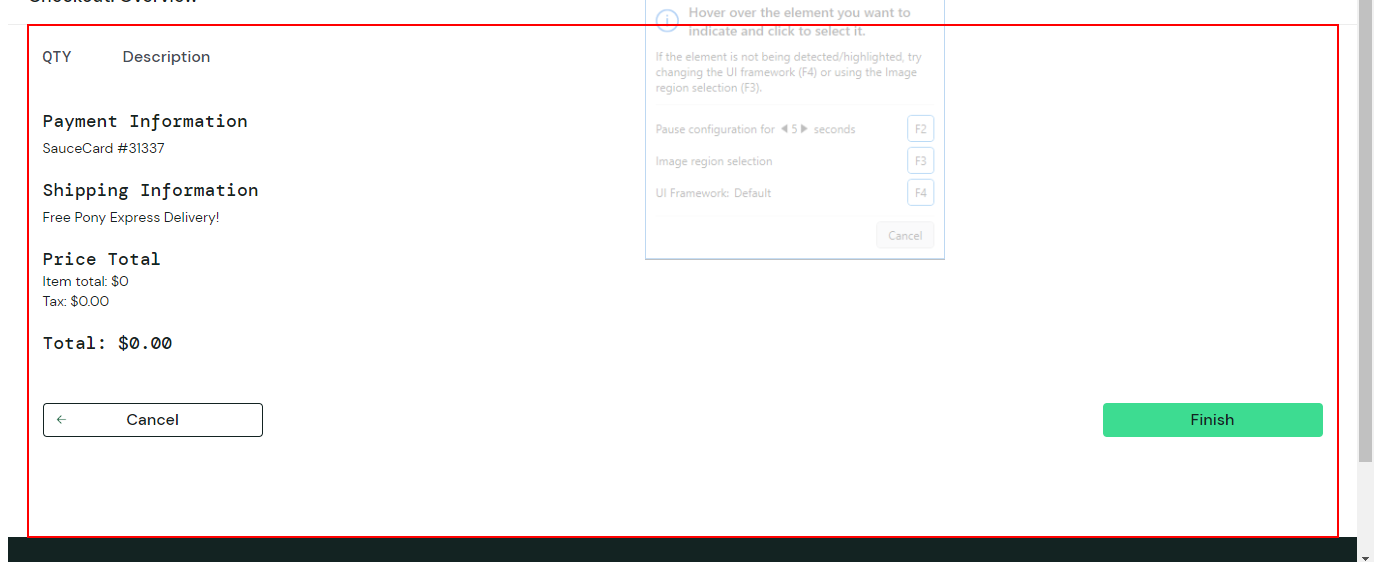 Checkout: Overview
Hover over the element you want to
indicate and click to select it.
If the element is not being detected/highlighted, try
changing the UI framework (F4) or using the Image
region selection (F3).
Pause configuration for 5 seconds F2
Image region selection F3
UI Framework: Default F4
Cancel
QTY Description
Payment Information
SauceCard #31337
Shipping Information
Free Pony Express Delivery!
Price Total
Item total: $0
Tax: $0.00
Total: $0.00
Cancel
Finish